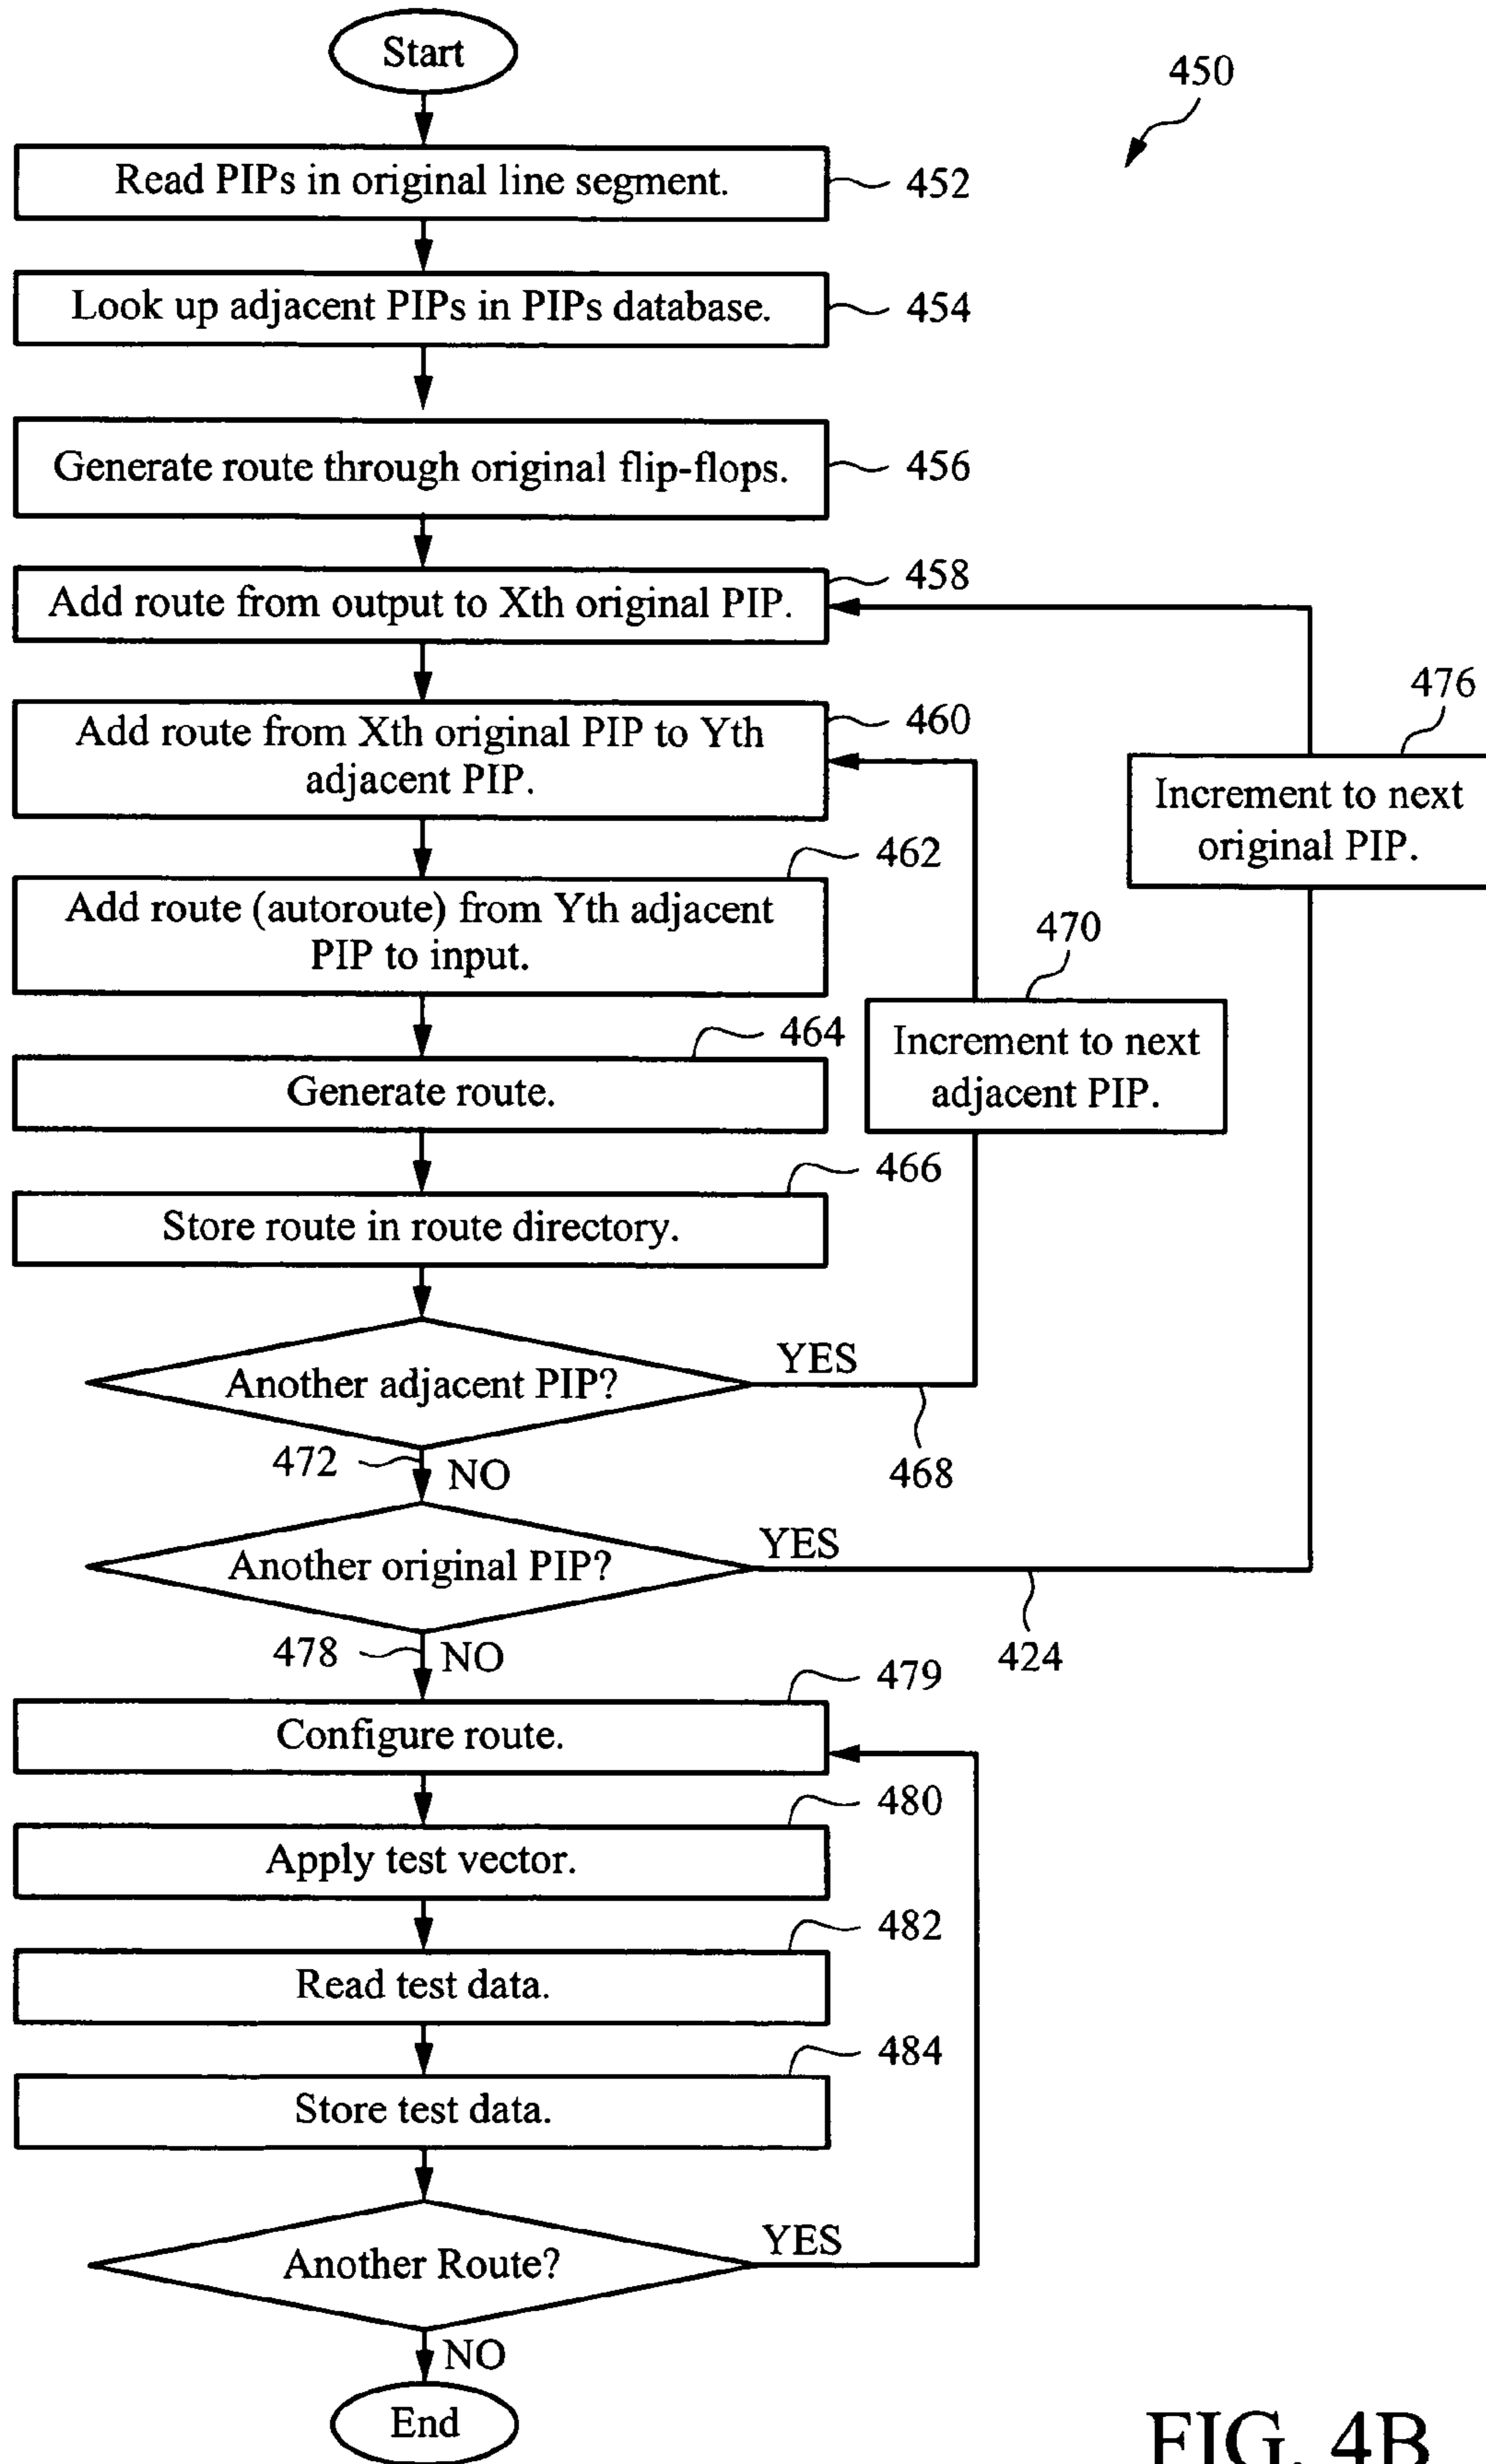 Start
450
Read PIPs in original line segment.
452
Look up adjacent PIPs in PIPs database.
454
Generate route through original flip-flops.
456
Add route from output to Xth original PIP.
458
Add route from Xth original PIP to Yth
adjacent PIP.
460
476
Increment to next
original PIP.
Add route (autoroute) from Yth adjacent
PIP to input.
462
470
Increment to next
adjacent PIP.
Generate route.
464
Store route in route directory.
466
Another adjacent PIP?
YES
468
472
NO
Another original PIP?
YES
424
478
NO
Configure route.
479
Apply test vector.
480
Read test data.
482
Store test data.
484
Another Route?
YES
NO
End
FIG. 4B